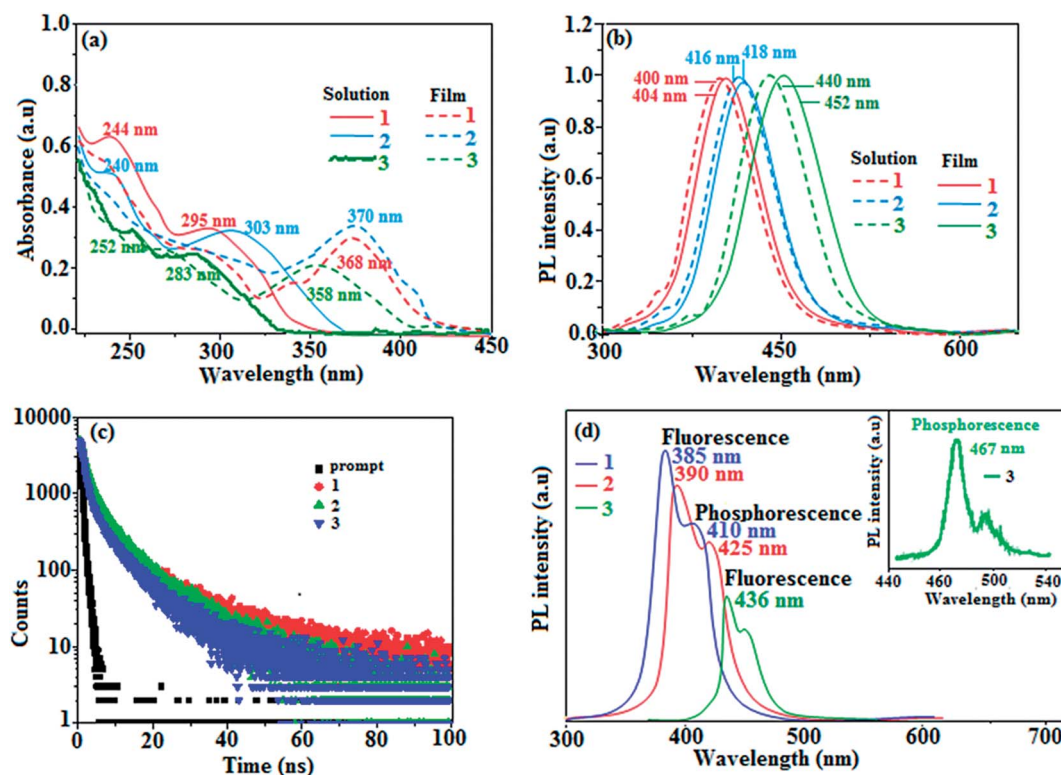 (a)
1.0
0.8
0.6
0.4
0.2
0.0
Absorbance (a.u)
Solution Film
1 1
2 2
3 3
244 nm
240 nm
295 nm
303 nm
370 nm
252 nm
283 nm
368 nm
358 nm
250 300 350 400 450
Wavelength (nm)
(b)
1.0
0.8
0.6
0.4
0.2
0.0
PL intensity (a.u)
416 nm 418 nm
400 nm
404 nm
440 nm
452 nm
Solution Film
1 1
2 2
3 3
300 450 600
Wavelength (nm)
(c)
10000
1000
100
10
1
Counts
prompt
1
2
3
0 20 40 60 80 100
Time (ns)
(d)
PL intensity (a.u)
1
2
3
Fluorescence
385 nm
390 nm
Phosphorescence
410 nm
425 nm
Fluorescence
436 nm
300 400 500 600 700
Wavelength (nm)
PL intensity (a.u)
Phosphorescence
467 nm
3
440 460 500 540
Wavelength (nm)